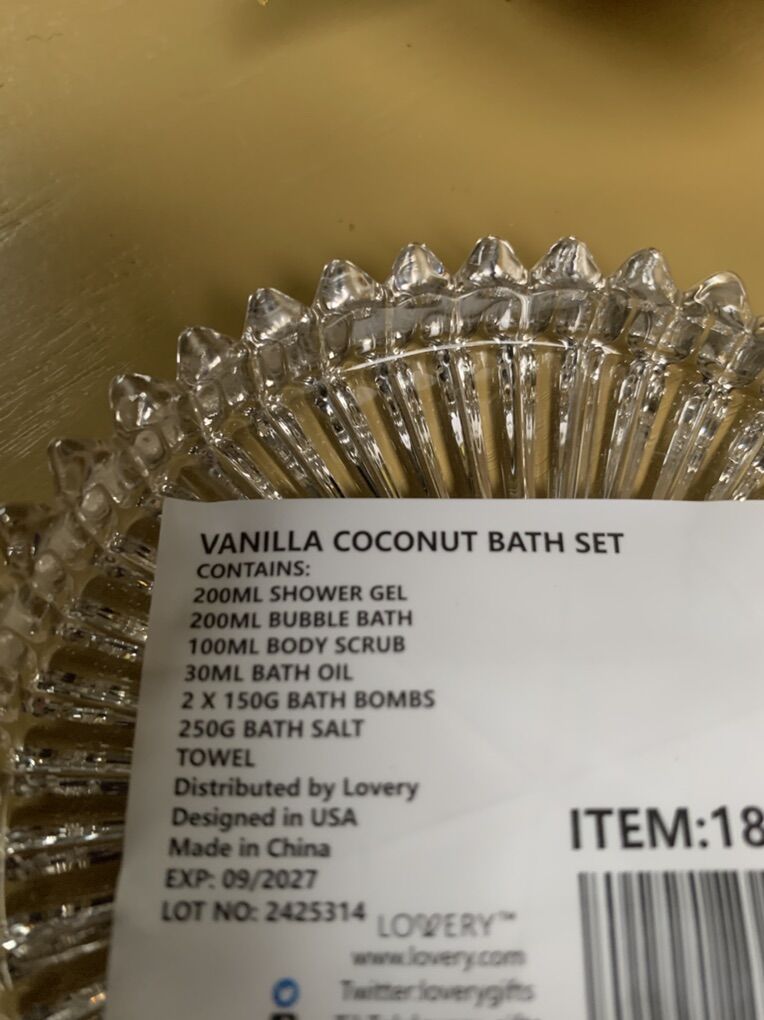 VANILLA COCONUT BATH SET
CONTAINS:
200ML SHOWER GEL
200ML BUBBLE BATH
100ML BODY SCRUB
30ML BATH OIL
2 X 150G BATH BOMBS
250G BATH SALT
TOWEL
Distributed by Lovery
Designed in USA
Made in China
EXP: 09/2027
LOT NO: 2425314
ITEM:18
LOVERY™
www.lovery.com
Twitter:loverygifts